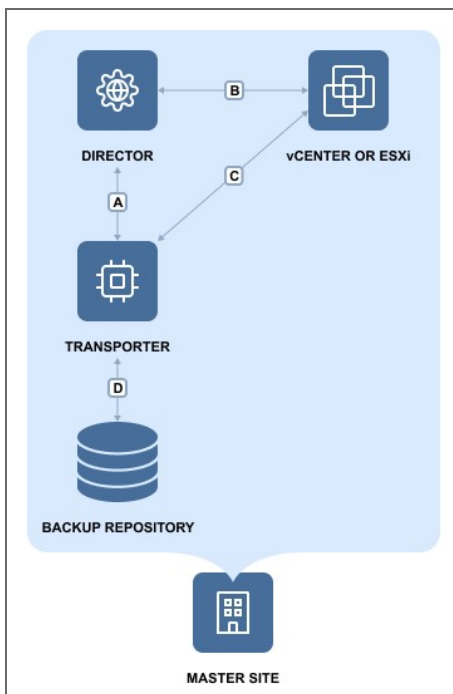 B
DIRECTOR
vCENTER OR ESXi
C
A
TRANSPORTER
D
BACKUP REPOSITORY
MASTER SITE